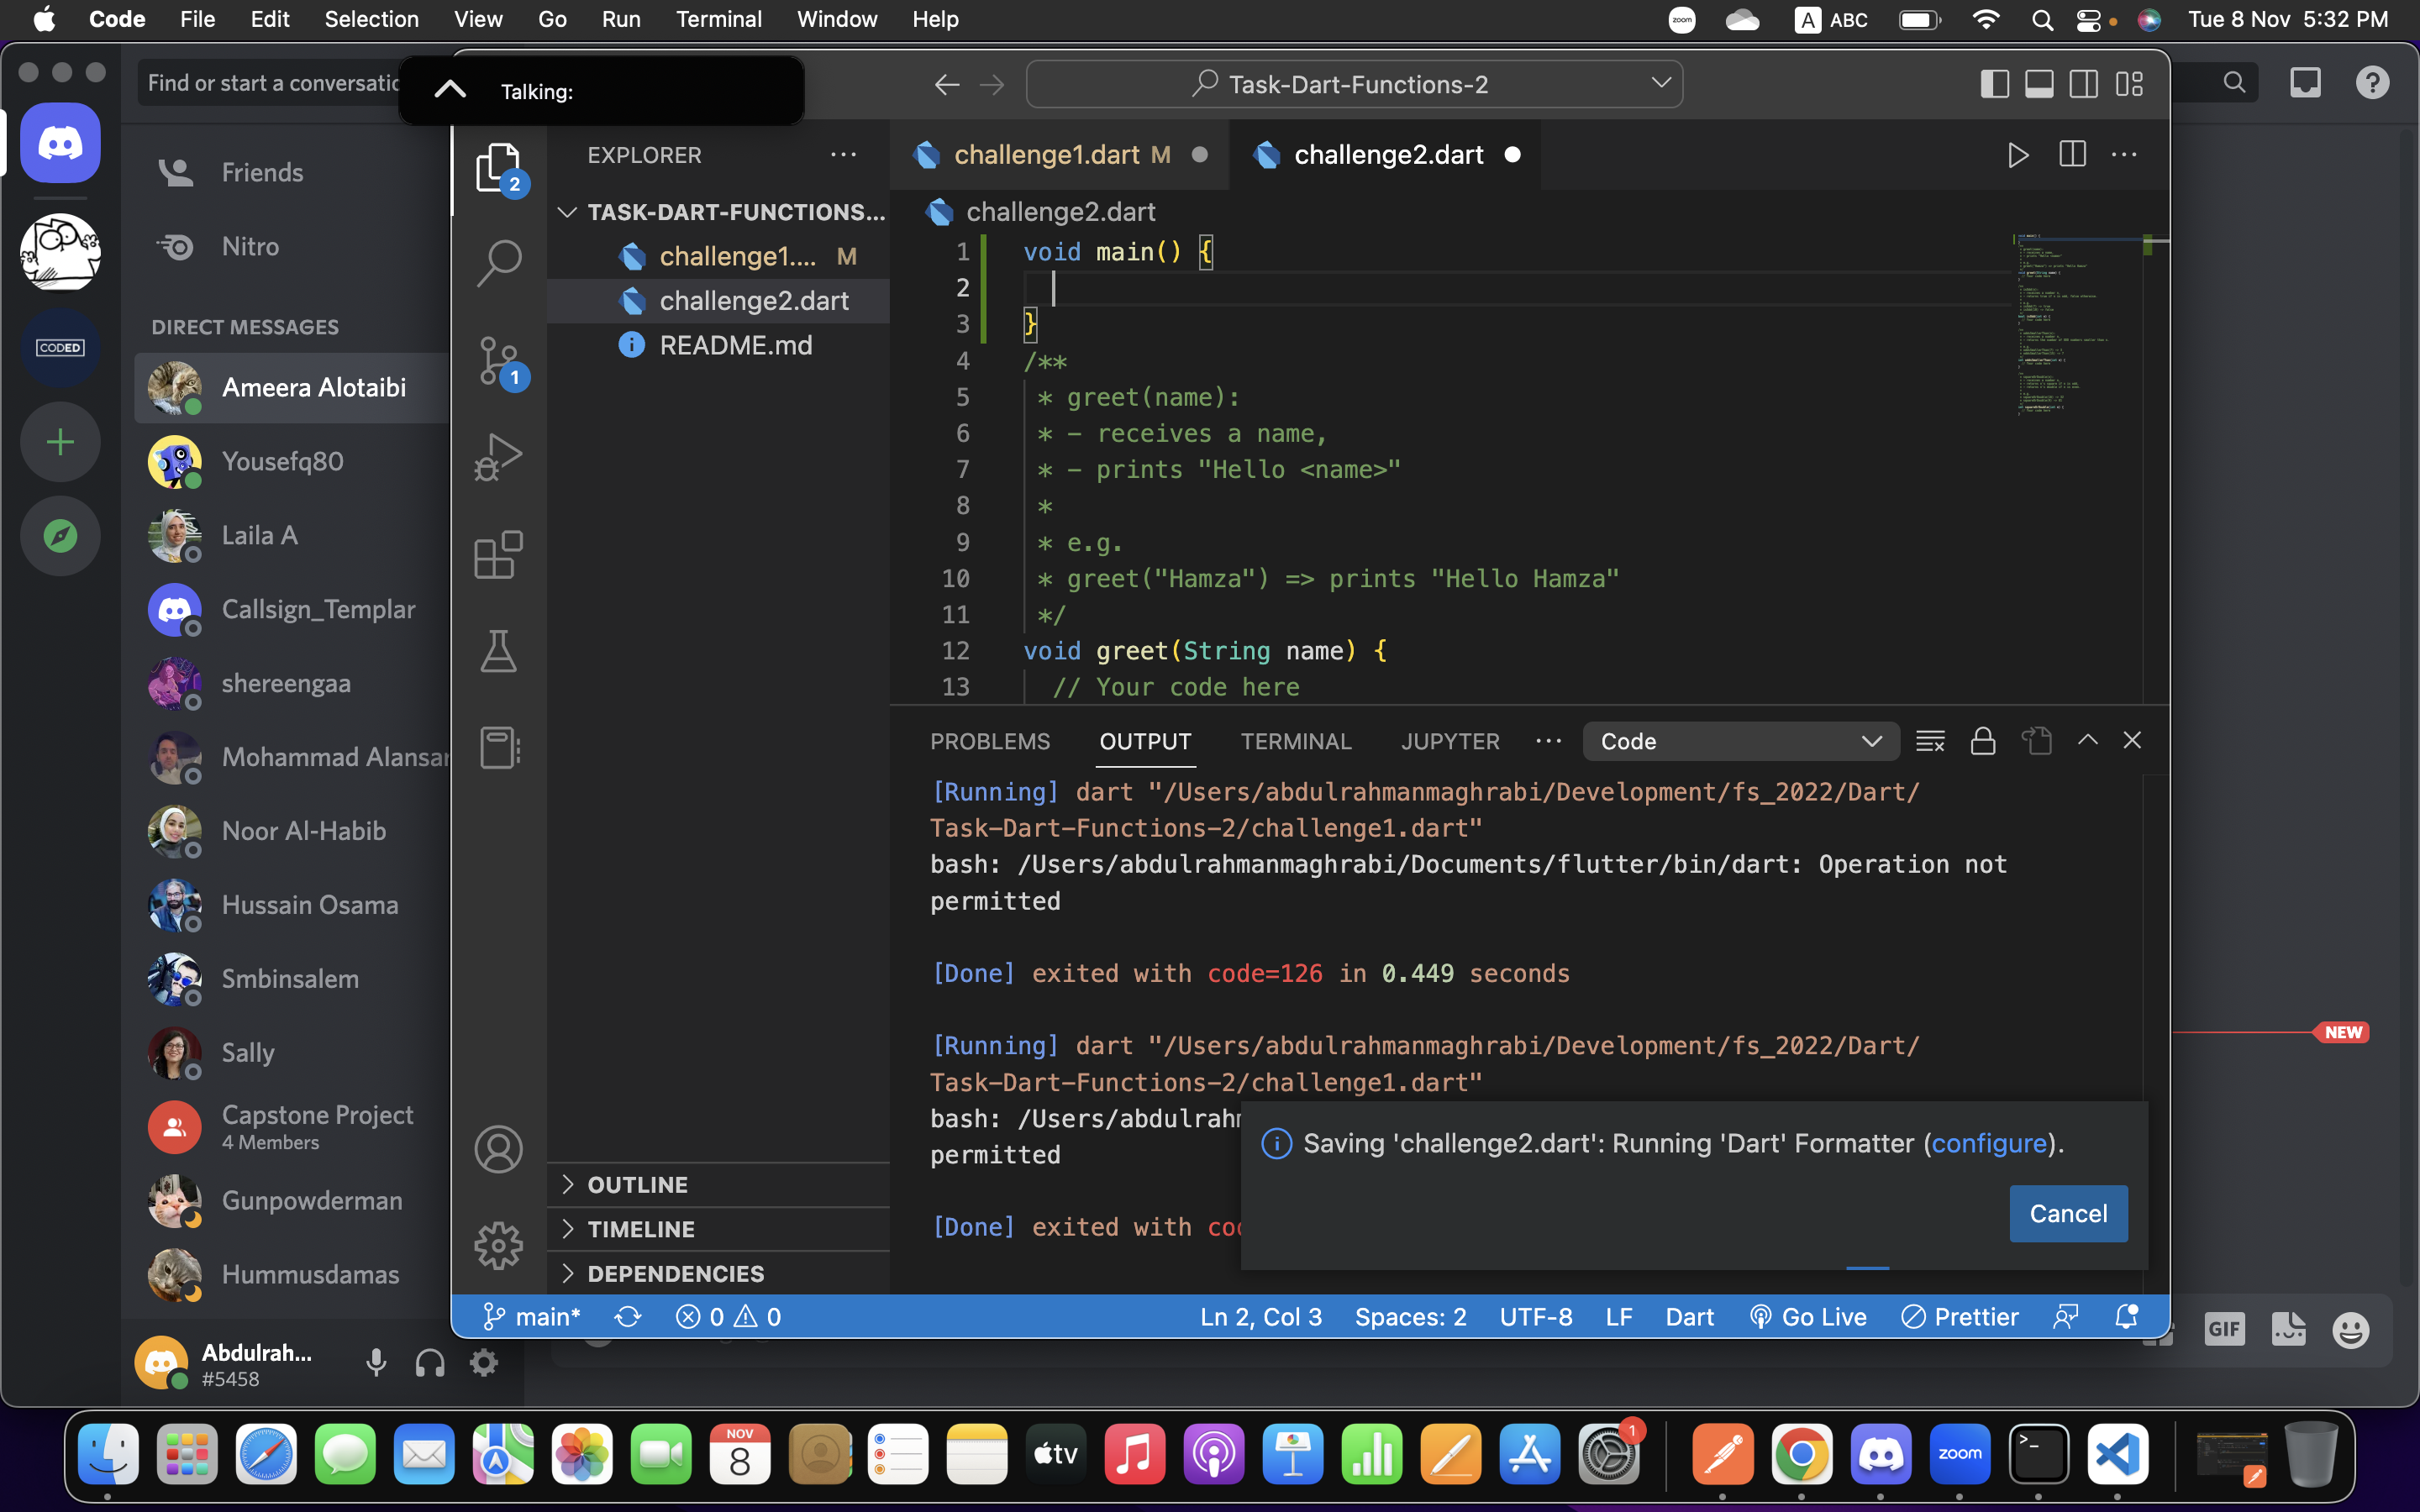 Code File Edit Selection View Go Run Terminal Window Help
zoom A ABC Tue 8 Nov 5:32 PM
Find or start a conversatic
Talking:
Task-Dart-Functions-2
Friends
Nitro
DIRECT MESSAGES
CODED
Ameera Alotaibi
Yousefq80
Laila A
Callsign_Templar
shereengaa
Mohammad Alansar
Noor Al-Habib
Hussain Osama
Smbinsalem
Sally
Capstone Project
4 Members
Gunpowderman
Hummusdamas
Abdulrah...
#5458
2
1
EXPLORER
TASK-DART-FUNCTIONS...
challenge1.... M
challenge2.dart
README.md
OUTLINE
TIMELINE
DEPENDENCIES
challenge1.dart M
challenge2.dart
challenge2.dart
1 void main() {
2
3 }
4 /**
5 * greet(name):
6 * - receives a name,
7 * - prints "Hello <name>"
8 *
9 * e.g.
10 * greet("Hamza") => prints "Hello Hamza"
11 */
12 void greet(String name) {
13 // Your code here
PROBLEMS OUTPUT TERMINAL JUPYTER Code
[Running] dart "/Users/abdulrahmanmaghrabi/Development/fs_2022/Dart/
Task-Dart-Functions-2/challenge1.dart"
bash: /Users/abdulrahmanmaghrabi/Documents/flutter/bin/dart: Operation not
permitted
[Done] exited with code=126 in 0.449 seconds
[Running] dart "/Users/abdulrahmanmaghrabi/Development/fs_2022/Dart/
Task-Dart-Functions-2/challenge1.dart"
bash: /Users/abdulrahm
permitted
[Done] exited with cod
Saving 'challenge2.dart': Running 'Dart' Formatter (configure).
Cancel
NEW
main* 0 0 Ln 2, Col 3 Spaces: 2 UTF-8 LF Dart Go Live Prettier
GIF
NOV
8
tv
1
zoom